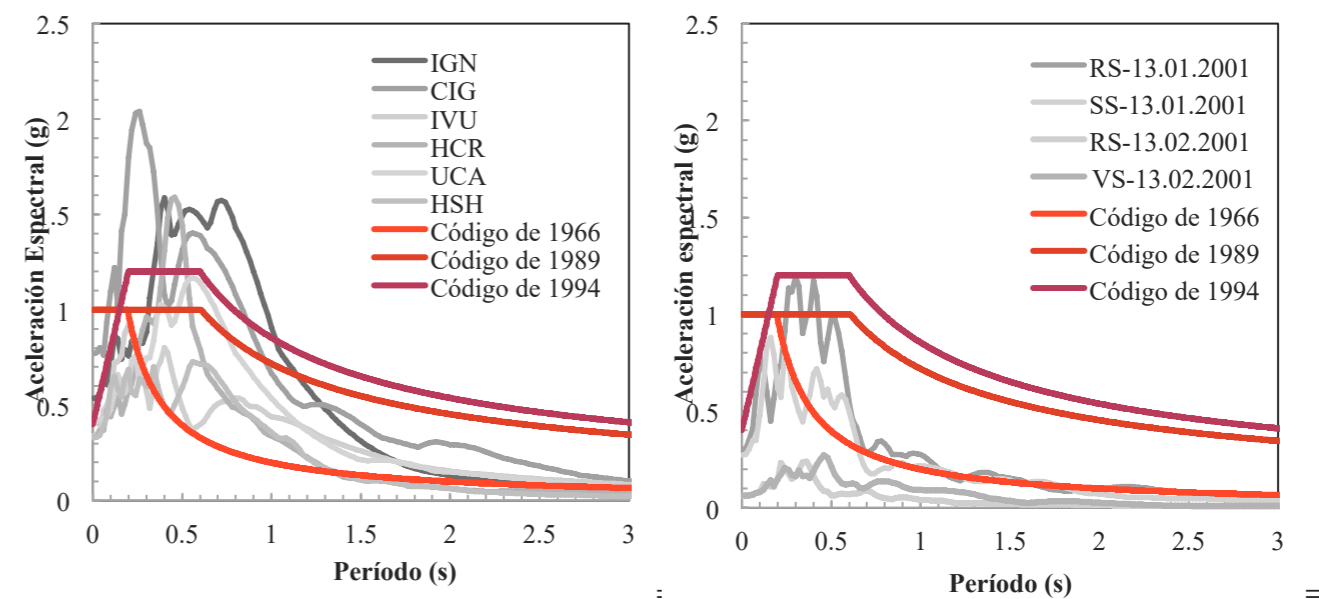 Aceleración Espectral (g)
2.5
2
1.5
1
0.5
0
0 0.5 1 1.5 2 2.5 3
Período (s)
IGN
CIG
IVU
HCR
UCA
HSH
Código de 1966
Código de 1989
Código de 1994
Aceleración espectral (g)
2.5
2
1.5
1
0.5
0
0 0.5 1 1.5 2 2.5 3
Período (s)
RS-13.01.2001
SS-13.01.2001
RS-13.02.2001
VS-13.02.2001
Código de 1966
Código de 1989
Código de 1994